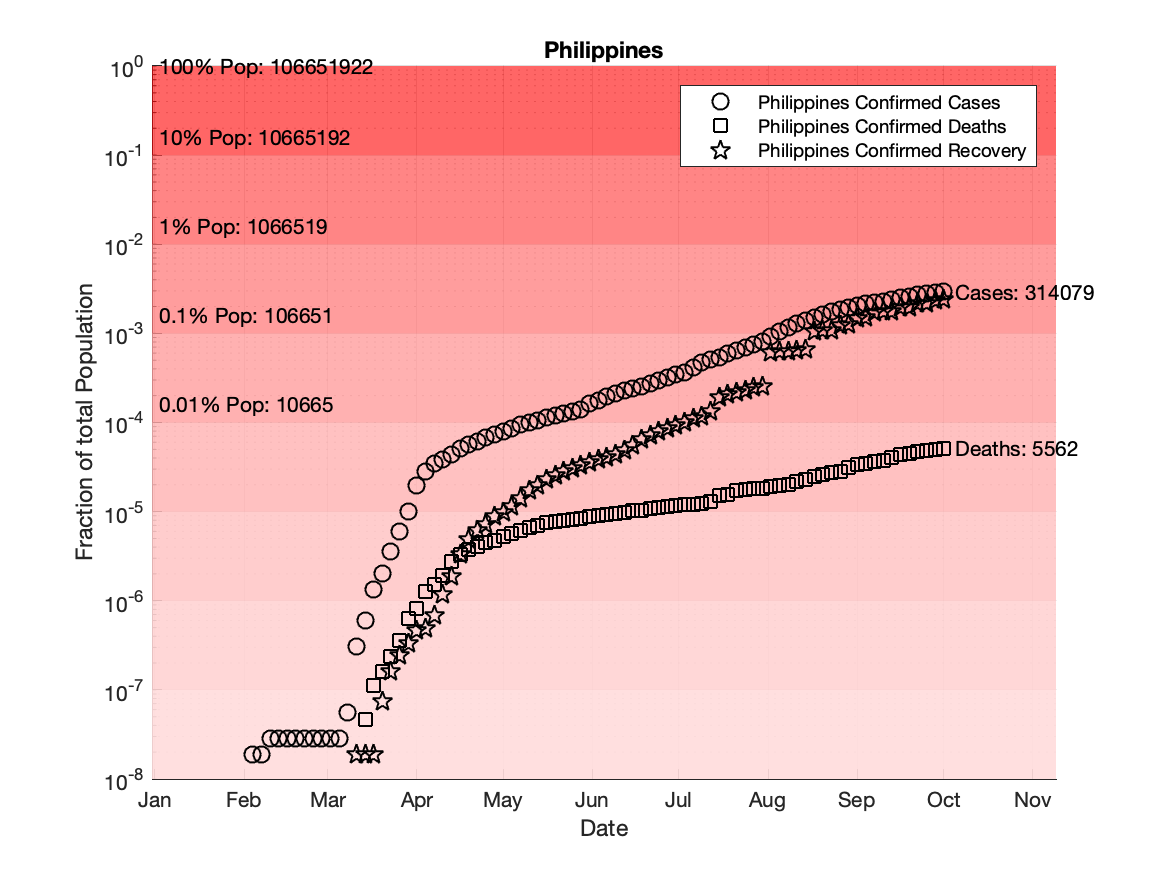 Philippines
10^0
100% Pop: 106651922
Philippines Confirmed Cases
Philippines Confirmed Deaths
Philippines Confirmed Recovery
10% Pop: 10665192
10^-1
1% Pop: 1066519
10^-2
Cases: 314079
0.1% Pop: 106651
10^-3
0.01% Pop: 10665
10^-4
Deaths: 5562
10^-5
10^-6
10^-7
10^-8
Fraction of total Population
Jan Feb Mar Apr May Jun Jul Aug Sep Oct Nov
Date